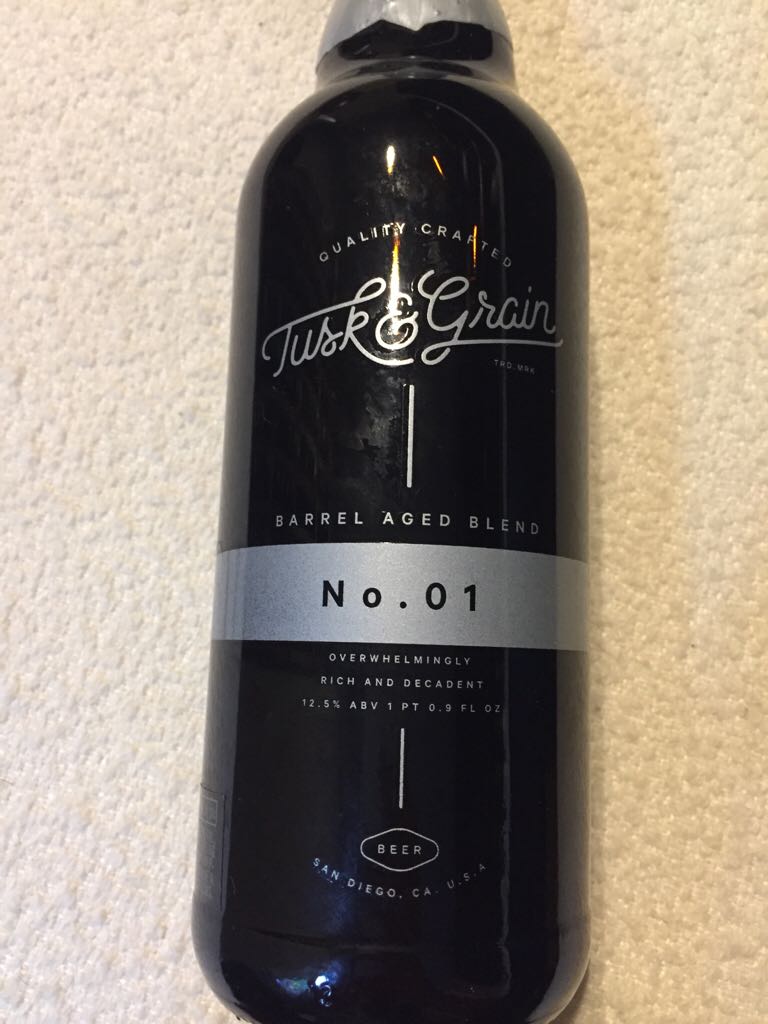 QUALITY CRAFTED
Tusk & Grain
TRD MRK
BARREL AGED BLEND
No.01
OVERWHELMINGLY
RICH AND DECADENT
12.5% ABV 1 PT 0.9 FL OZ
BEER
SAN DIEGO, CA. U.S.A